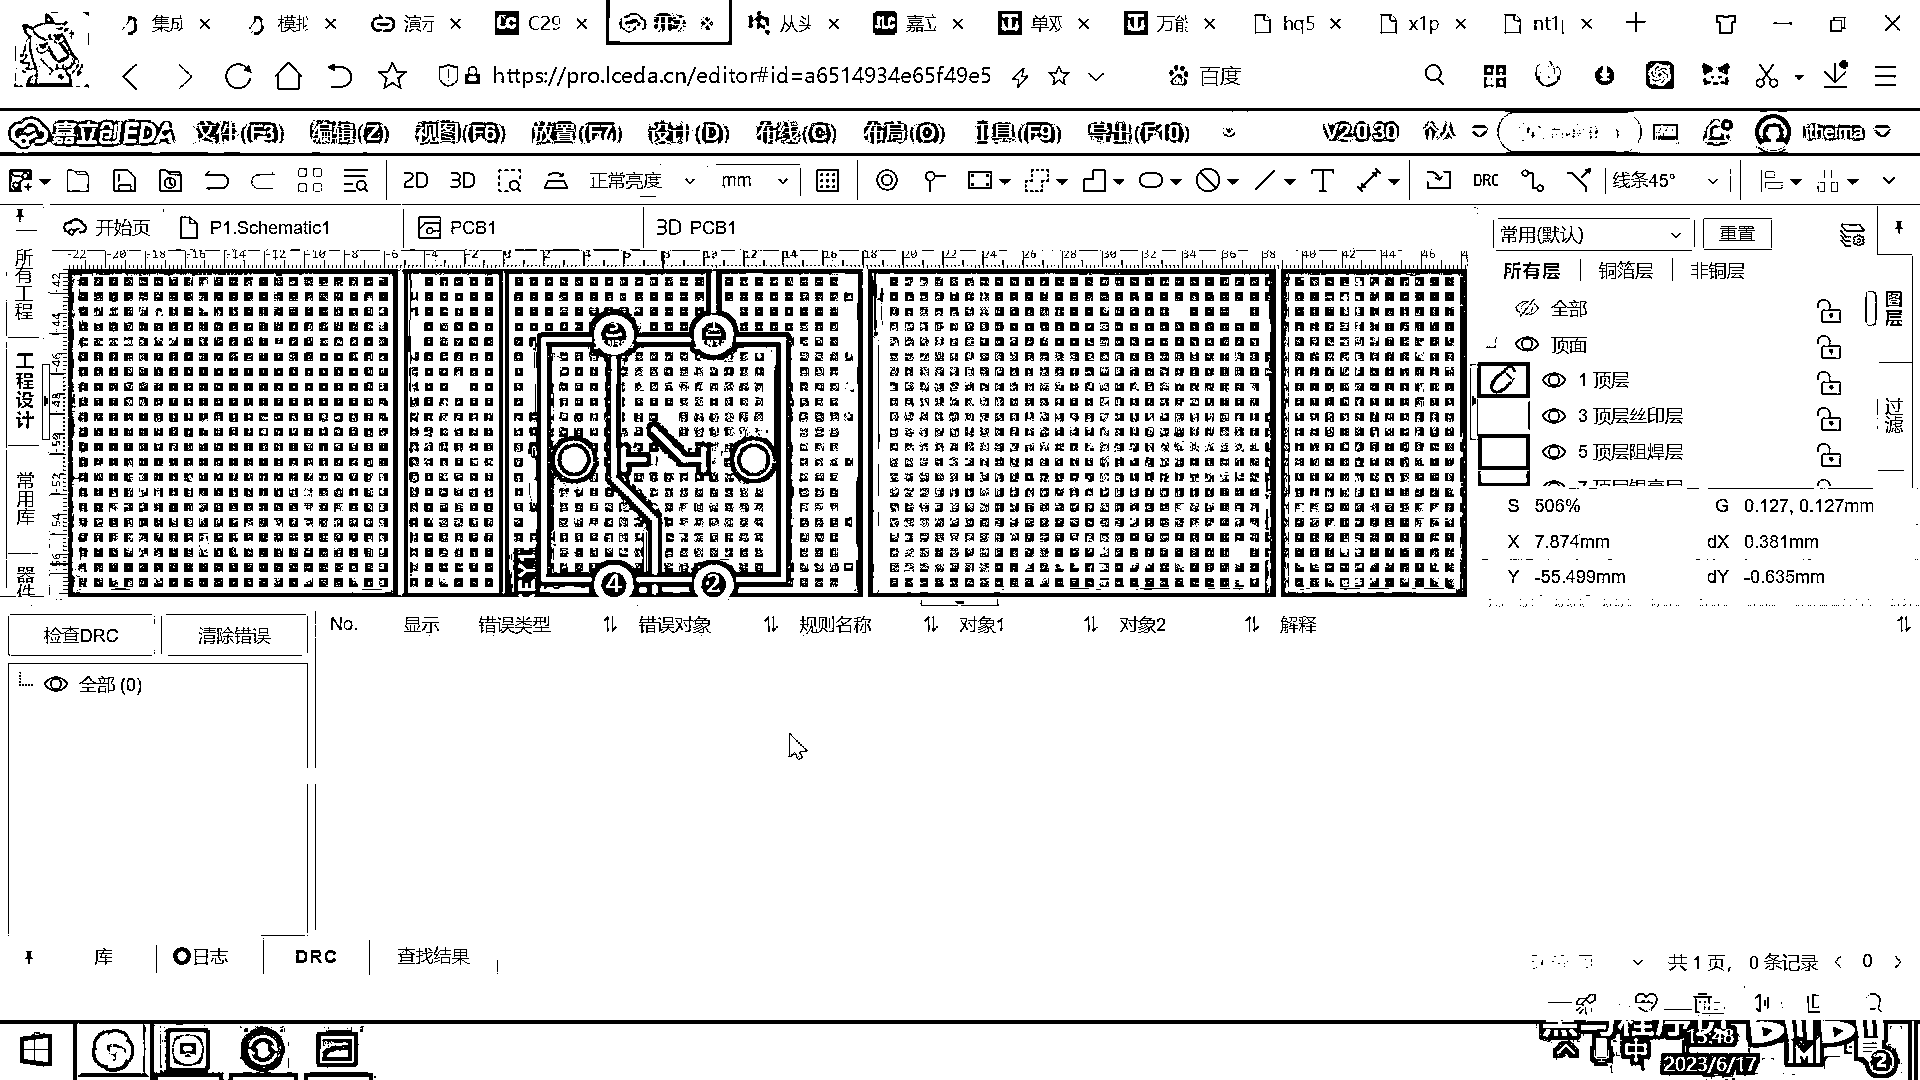 集成 模拟 演示 C29 从头 嘉立 单双 万能 hq5 x1p nt1p
https://pro.lceda.cn/editor#id=a6514934e65f49e5 百度
嘉立创EDA 文件(F3) 编辑(Z) 视图(F6) 放置(F7) 设计(D) 布线(C) 布局(O) 工具(F9) 导出(F10) V2.0.30 个人 itheima
2D 3D 正常亮度 mm T DRC 线条45°
开始页 P1.Schematic1 PCB1 3D PCB1
常用(默认) 重置
所有层 铜箔层 非铜层
全部
顶面
1 顶层
3 顶层丝印层
5 顶层阻焊层
图层
过滤
所有工程
工程设计
常用库
器件
4 2
S 506% G 0.127, 0.127mm
X 7.874mm dX 0.381mm
Y -55.499mm dY -0.635mm
检查DRC 清除错误
No. 显示 错误类型 错误对象 规则名称 对象1 对象2 解释
全部 (0)
库 日志 DRC 查找结果
共 1 页， 0 条记录 0
中 15:48
2023/6/17 2